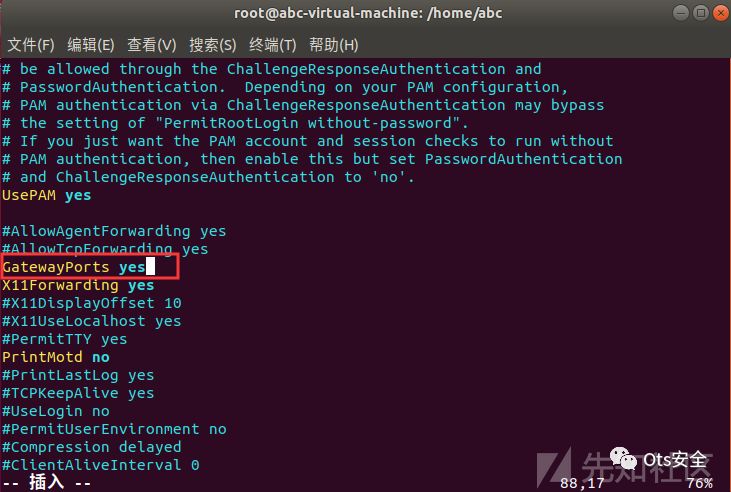 root@abc-virtual-machine: /home/abc
文件(F) 编辑(E) 查看(V) 搜索(S) 终端(T) 帮助(H)
# be allowed through the ChallengeResponseAuthentication and
# PasswordAuthentication.  Depending on your PAM configuration,
# PAM authentication via ChallengeResponseAuthentication may bypass
# the setting of "PermitRootLogin without-password".
# If you just want the PAM account and session checks to run without
# PAM authentication, then enable this but set PasswordAuthentication
# and ChallengeResponseAuthentication to 'no'.
UsePAM yes
#AllowAgentForwarding yes
#AllowTcpForwarding yes
GatewayPorts yes
X11Forwarding yes
#X11DisplayOffset 10
#X11UseLocalhost yes
#PermitTTY yes
PrintMotd no
#PrintLastLog yes
#TCPKeepAlive yes
#UseLogin no
#PermitUserEnvironment no
#Compression delayed
#ClientAliveInterval 0
先知社区
Ots安全
-- 插入 -- 88,17 76%